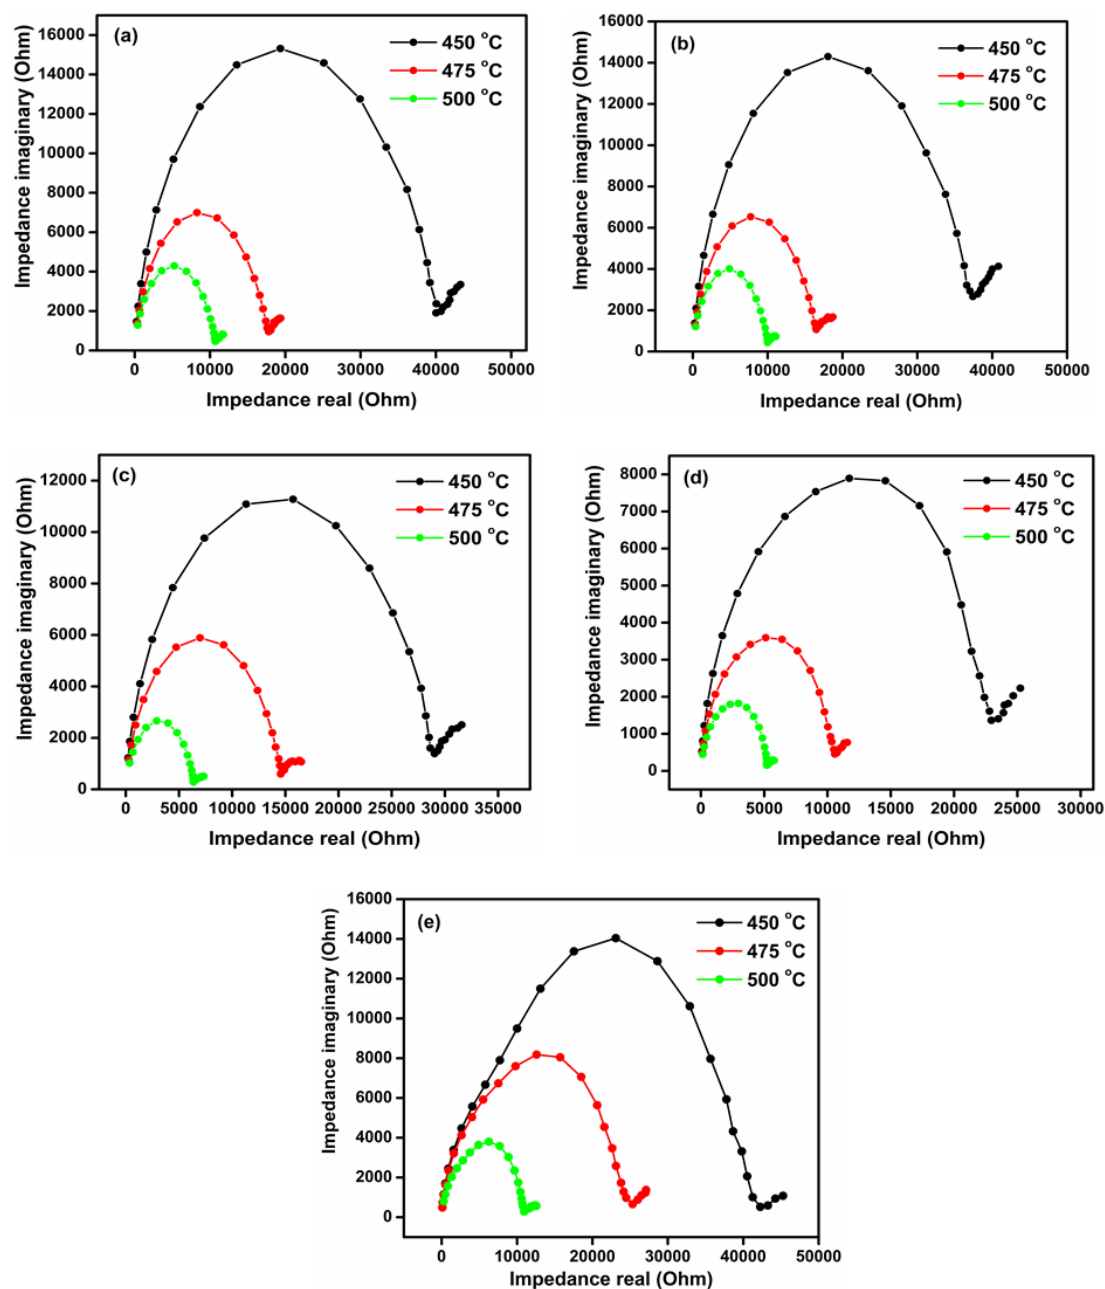 (a)
450 °C
475 °C
500 °C
Impedance imaginary (Ohm)
16000
14000
12000
10000
8000
6000
4000
2000
0
0 10000 20000 30000 40000 50000
Impedance real (Ohm)
(b)
450 °C
475 °C
500 °C
Impedance imaginary (Ohm)
16000
14000
12000
10000
8000
6000
4000
2000
0
0 10000 20000 30000 40000 50000
Impedance real (Ohm)
(c)
450 °C
475 °C
500 °C
Impedance imaginary (Ohm)
12000
10000
8000
6000
4000
2000
0
0 5000 10000 15000 20000 25000 30000 35000
Impedance real (Ohm)
(d)
450 °C
475 °C
500 °C
Impedance imaginary (Ohm)
8000
7000
6000
5000
4000
3000
2000
1000
0
0 5000 10000 15000 20000 25000 30000
Impedance real (Ohm)
(e)
450 °C
475 °C
500 °C
Impedance imaginary (Ohm)
16000
14000
12000
10000
8000
6000
4000
2000
0
0 10000 20000 30000 40000 50000
Impedance real (Ohm)